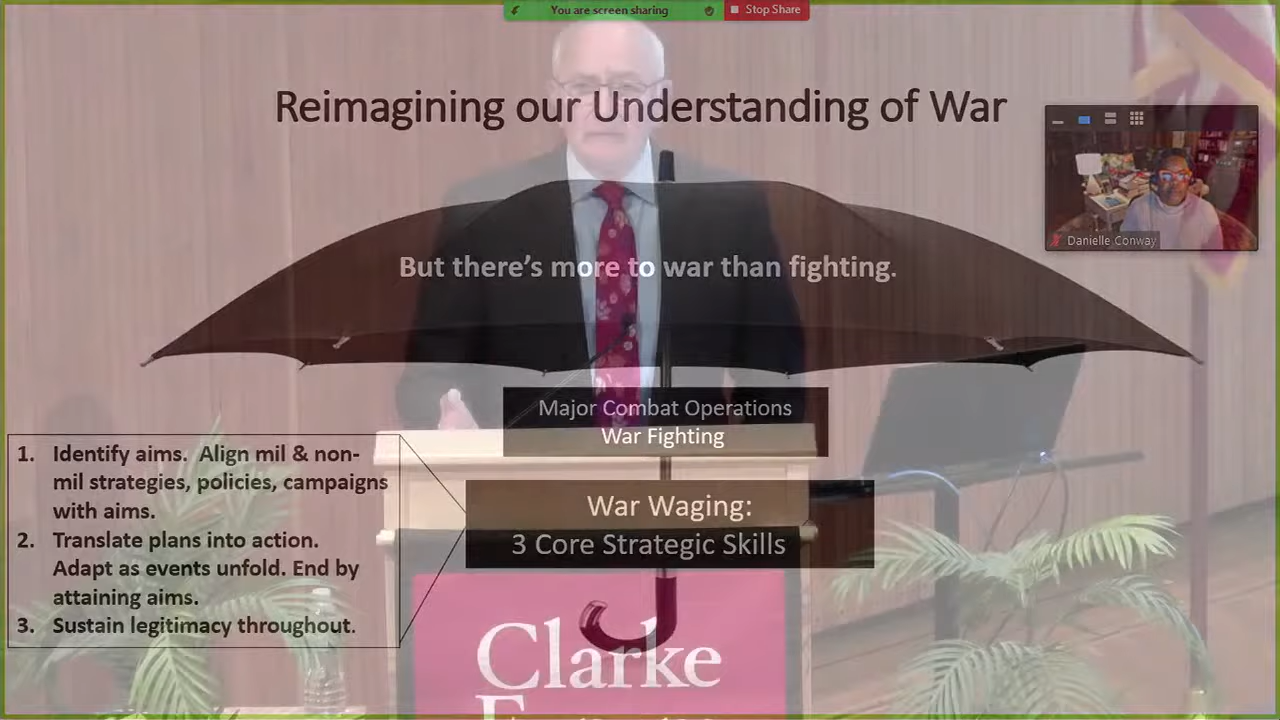 You are screen sharing
Stop Share
Reimagining our Understanding of War
But there's more to war than fighting.
Danielle Conway
Major Combat Operations
War Fighting
1. Identify aims. Align mil & non-
mil strategies, policies, campaigns
with aims.
2. Translate plans into action.
Adapt as events unfold. End by
attaining aims.
3. Sustain legitimacy throughout.
War Waging:
3 Core Strategic Skills
Clarke